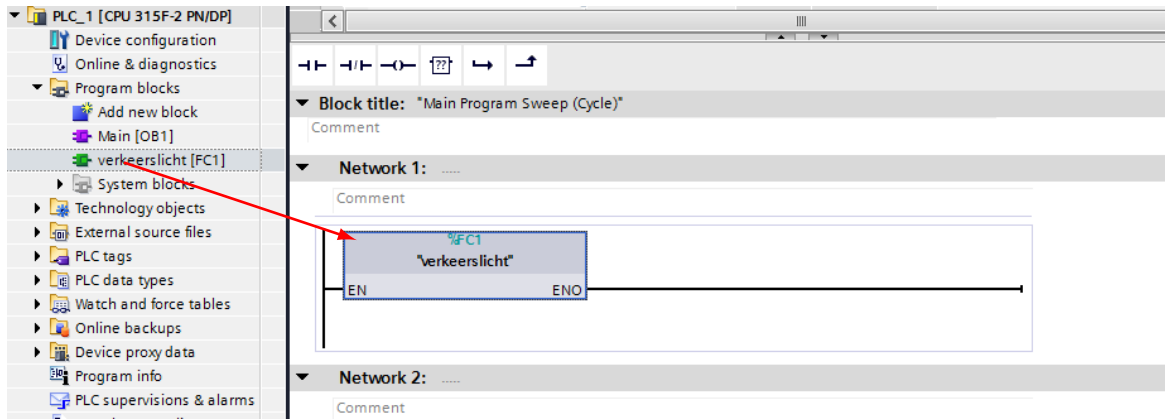 PLC_1 [CPU 315F-2 PN/DP]
Device configuration
Online & diagnostics
Program blocks
Add new block
Main [OB1]
verkeerslicht [FC1]
System blocks
Technology objects
External source files
PLC tags
PLC data types
Watch and force tables
Online backups
Device proxy data
Program info
PLC supervisions & alarms
??
Block title: "Main Program Sweep (Cycle)"
Comment
Network 1: .....
Comment
%FC1
"verkeerslicht"
EN ENO
Network 2: .....
Comment